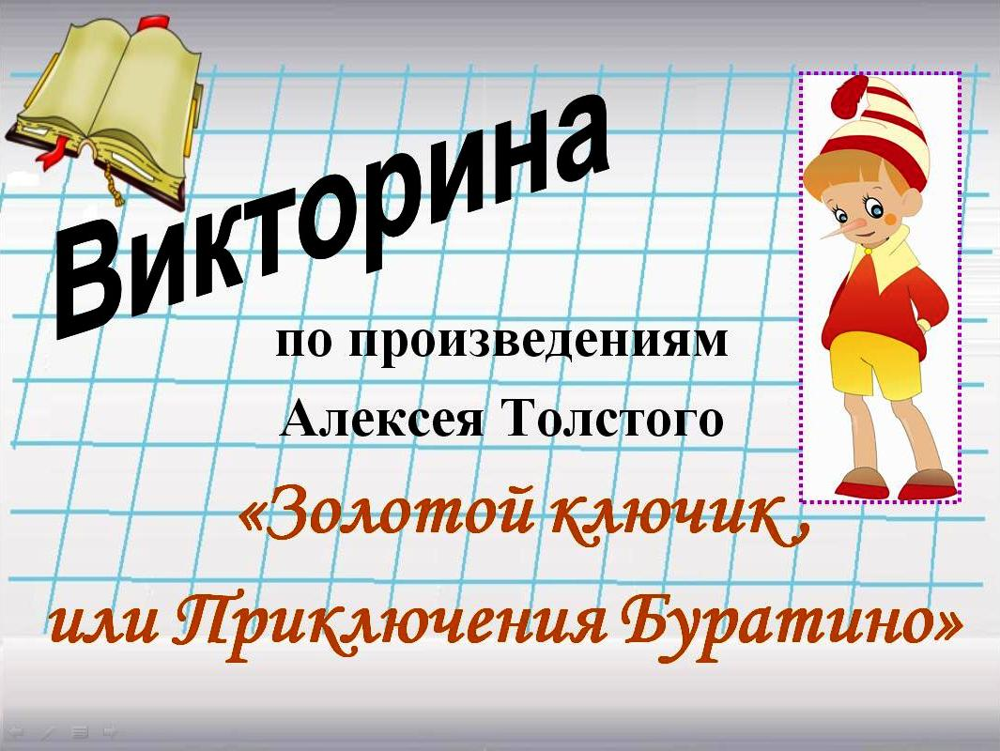 Викторина
по произведениям
Алексея Толстого
«Золотой ключик ,
или Приключения Буратино»